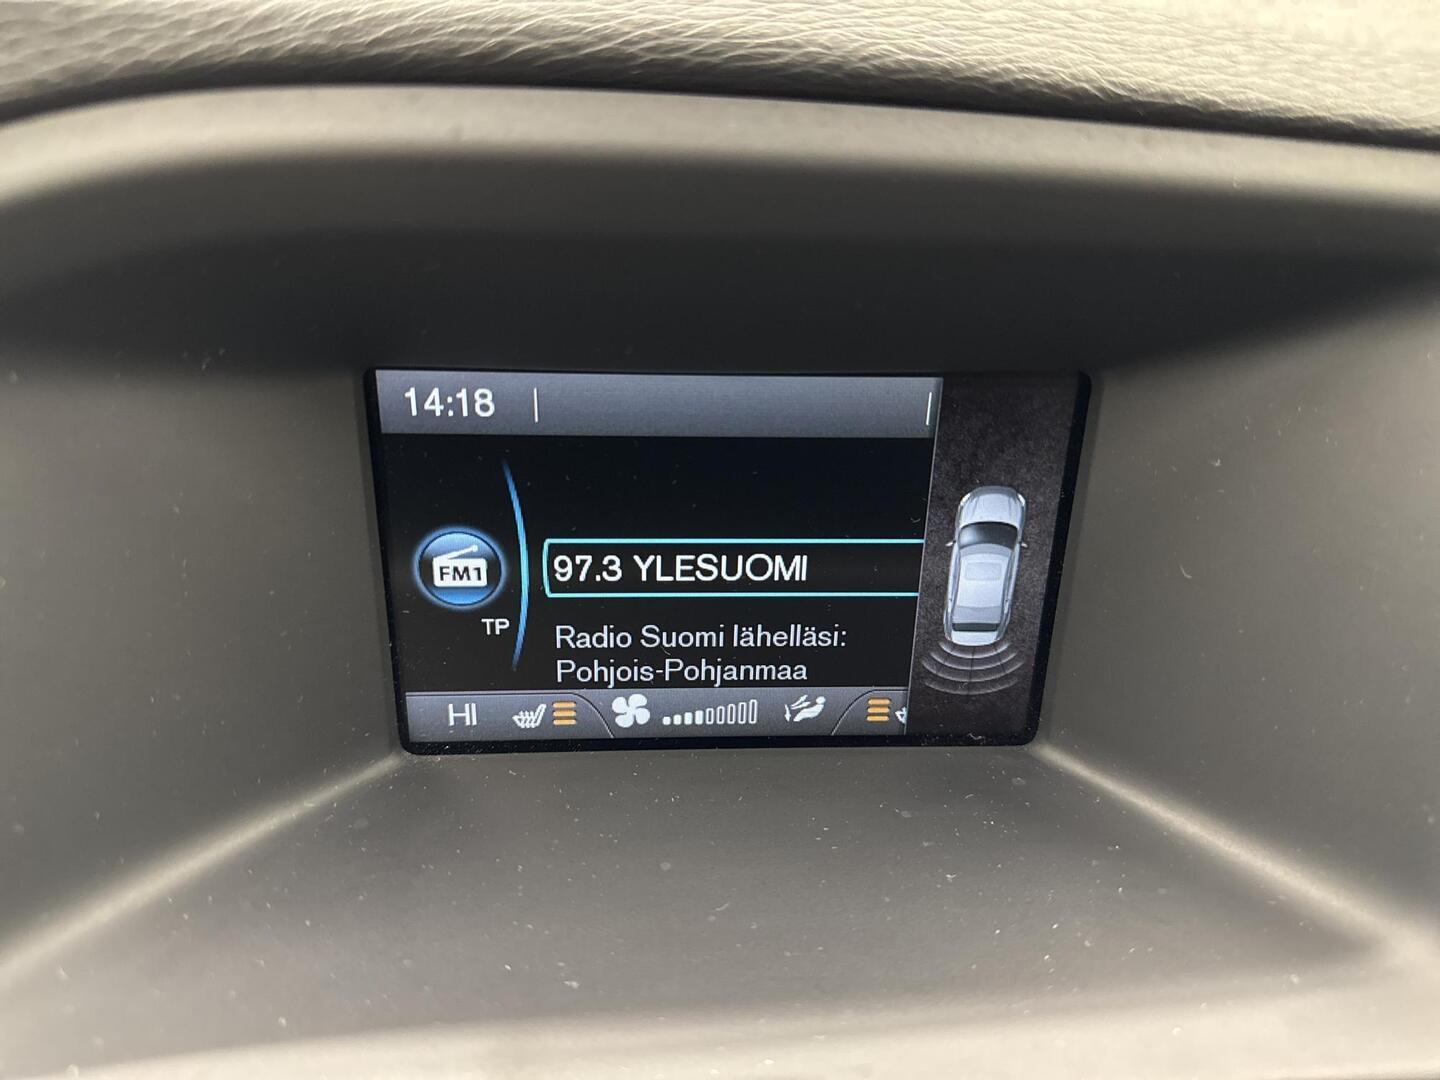 14:18
97.3 YLESUOMI
FM1
TP
Radio Suomi lähelläsi:
Pohjois-Pohjanmaa
HI